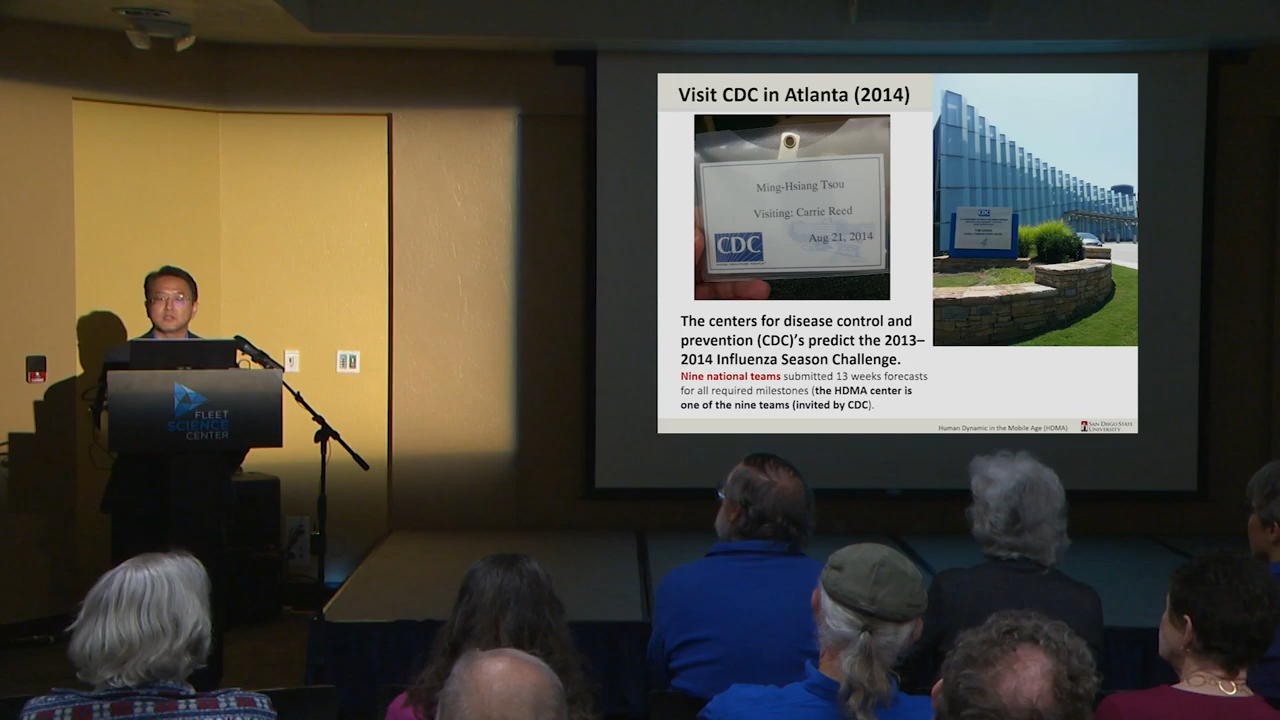 Visit CDC in Atlanta (2014)
Ming-Hsiang Tsou
Visiting: Carrie Reed
Aug 21, 2014
CDC
CDC
The centers for disease control and
prevention (CDC)'s predict the 2013–
2014 Influenza Season Challenge.
Nine national teams submitted 13 weeks forecasts
for all required milestones (the HDMA center is
one of the nine teams (invited by CDC).
Human Dynamic in the Mobile Age (HDMA)
SAN DIEGO STATE
UNIVERSITY
FLEET
SCIENCE
CENTER